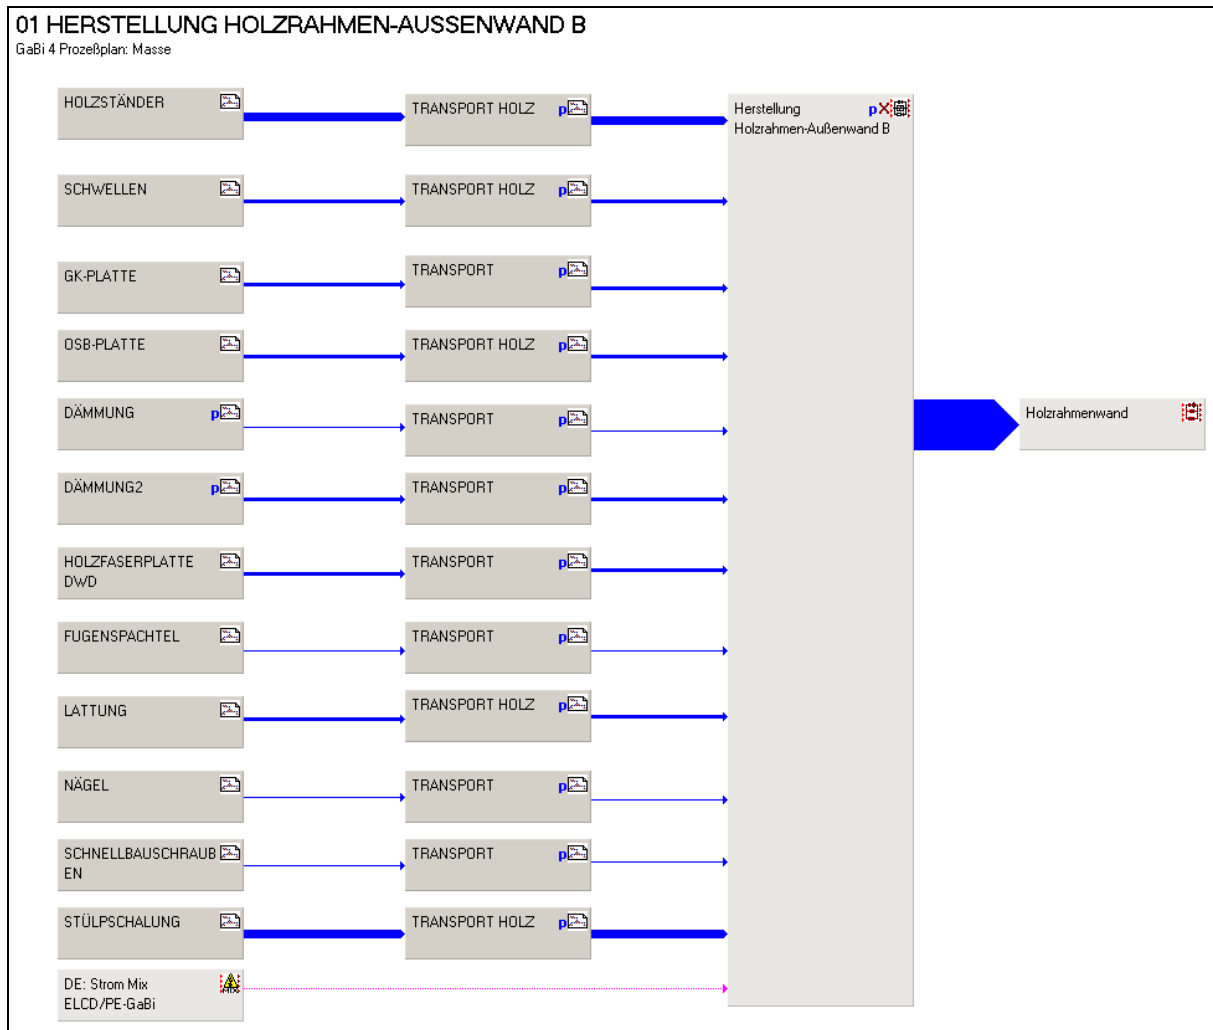 01 HERSTELLUNG HOLZRAHMEN-AUSSENWAND B
GaBi 4 Prozeßplan: Masse
HOLZSTÄNDER
TRANSPORT HOLZ p
Herstellung p
Holzrahmen-Außenwand B
SCHWELLEN
TRANSPORT HOLZ p
GK-PLATTE
TRANSPORT p
OSB-PLATTE
TRANSPORT HOLZ p
DÄMMUNG p
TRANSPORT p
Holzrahmenwand
DÄMMUNG2 p
TRANSPORT p
HOLZFASERPLATTE
DWD
TRANSPORT p
FUGENSPACHTEL
TRANSPORT p
LATTUNG
TRANSPORT HOLZ p
NÄGEL
TRANSPORT p
SCHNELLBAUSCHRAUB
EN
TRANSPORT p
STÜLPSCHALUNG
TRANSPORT HOLZ p
DE: Strom Mix
ELCD/PE-GaBi
MIX